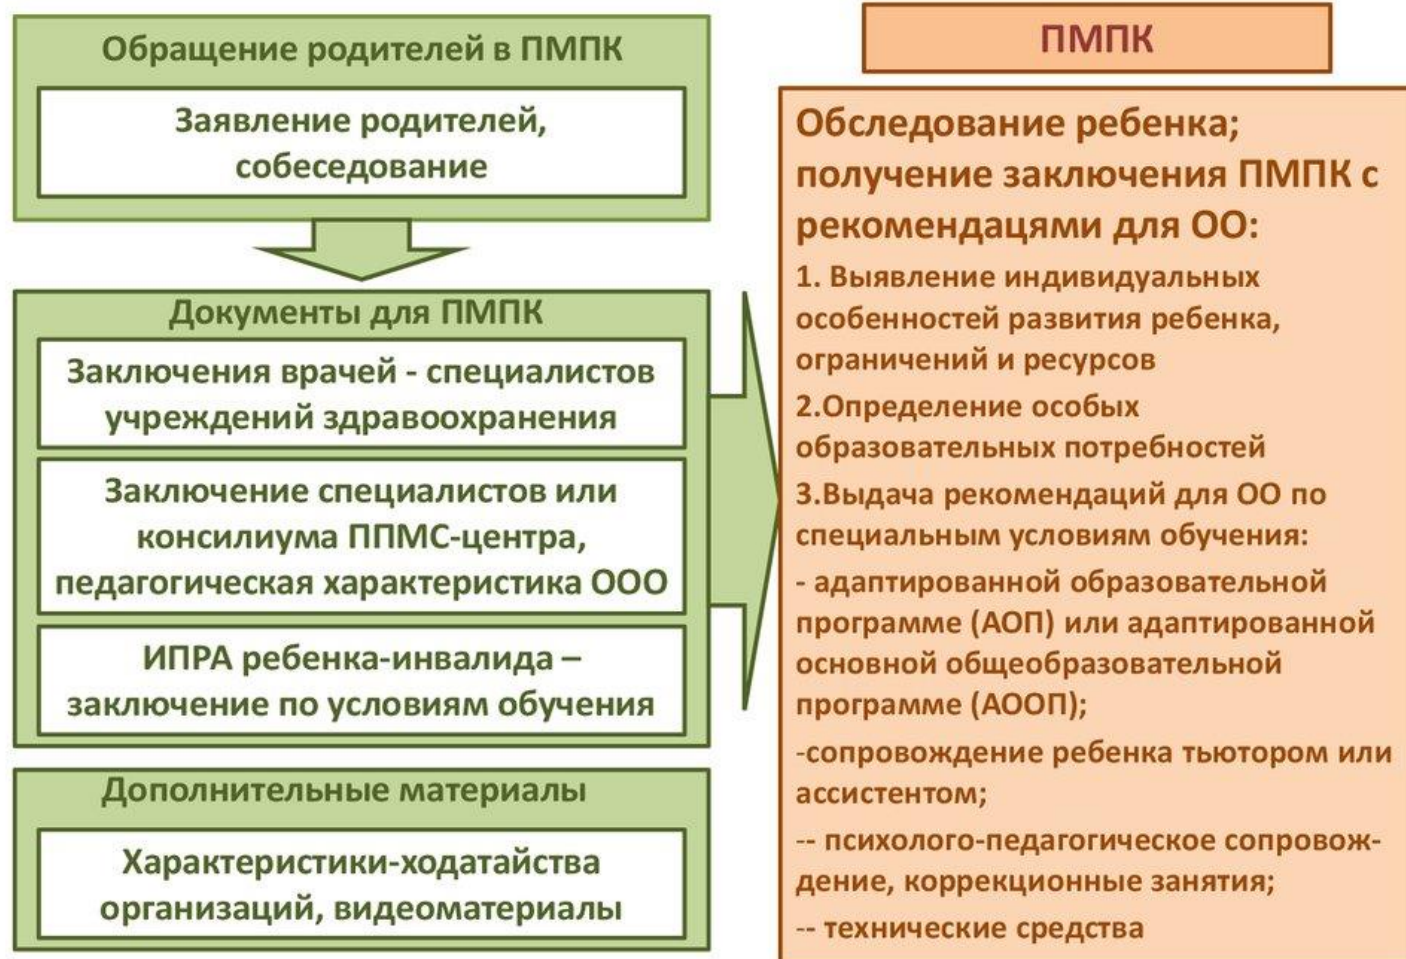 Обращение родителей в ПМПК
Заявление родителей,
собеседование
Документы для ПМПК
Заключения врачей - специалистов
учреждений здравоохранения
Заключение специалистов или
консилиума ППМС-центра,
педагогическая характеристика ООО
ИПРА ребенка-инвалида –
заключение по условиям обучения
Дополнительные материалы
Характеристики-ходатайства
организаций, видеоматериалы
ПМПК
Обследование ребенка;
получение заключения ПМПК с
рекомендацями для ОО:
1. Выявление индивидуальных
особенностей развития ребенка,
ограничений и ресурсов
2.Определение особых
образовательных потребностей
3.Выдача рекомендаций для ОО по
специальным условиям обучения:
- адаптированной образовательной
программе (АОП) или адаптированной
основной общеобразовательной
программе (АООП);
-сопровождение ребенка тьютором или
ассистентом;
-- психолого-педагогическое сопровож-
дение, коррекционные занятия;
-- технические средства